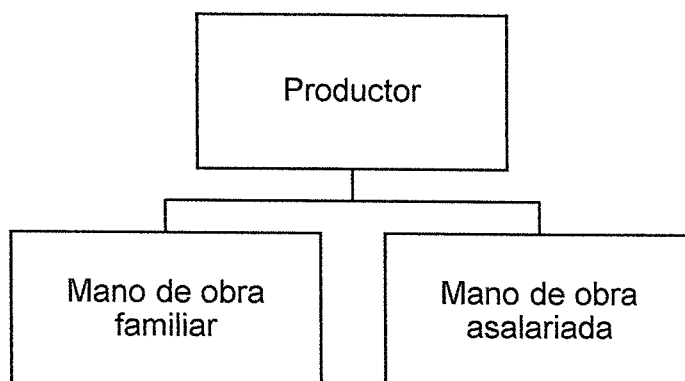 Productor
Mano de obra
familiar
Mano de obra
asalariada